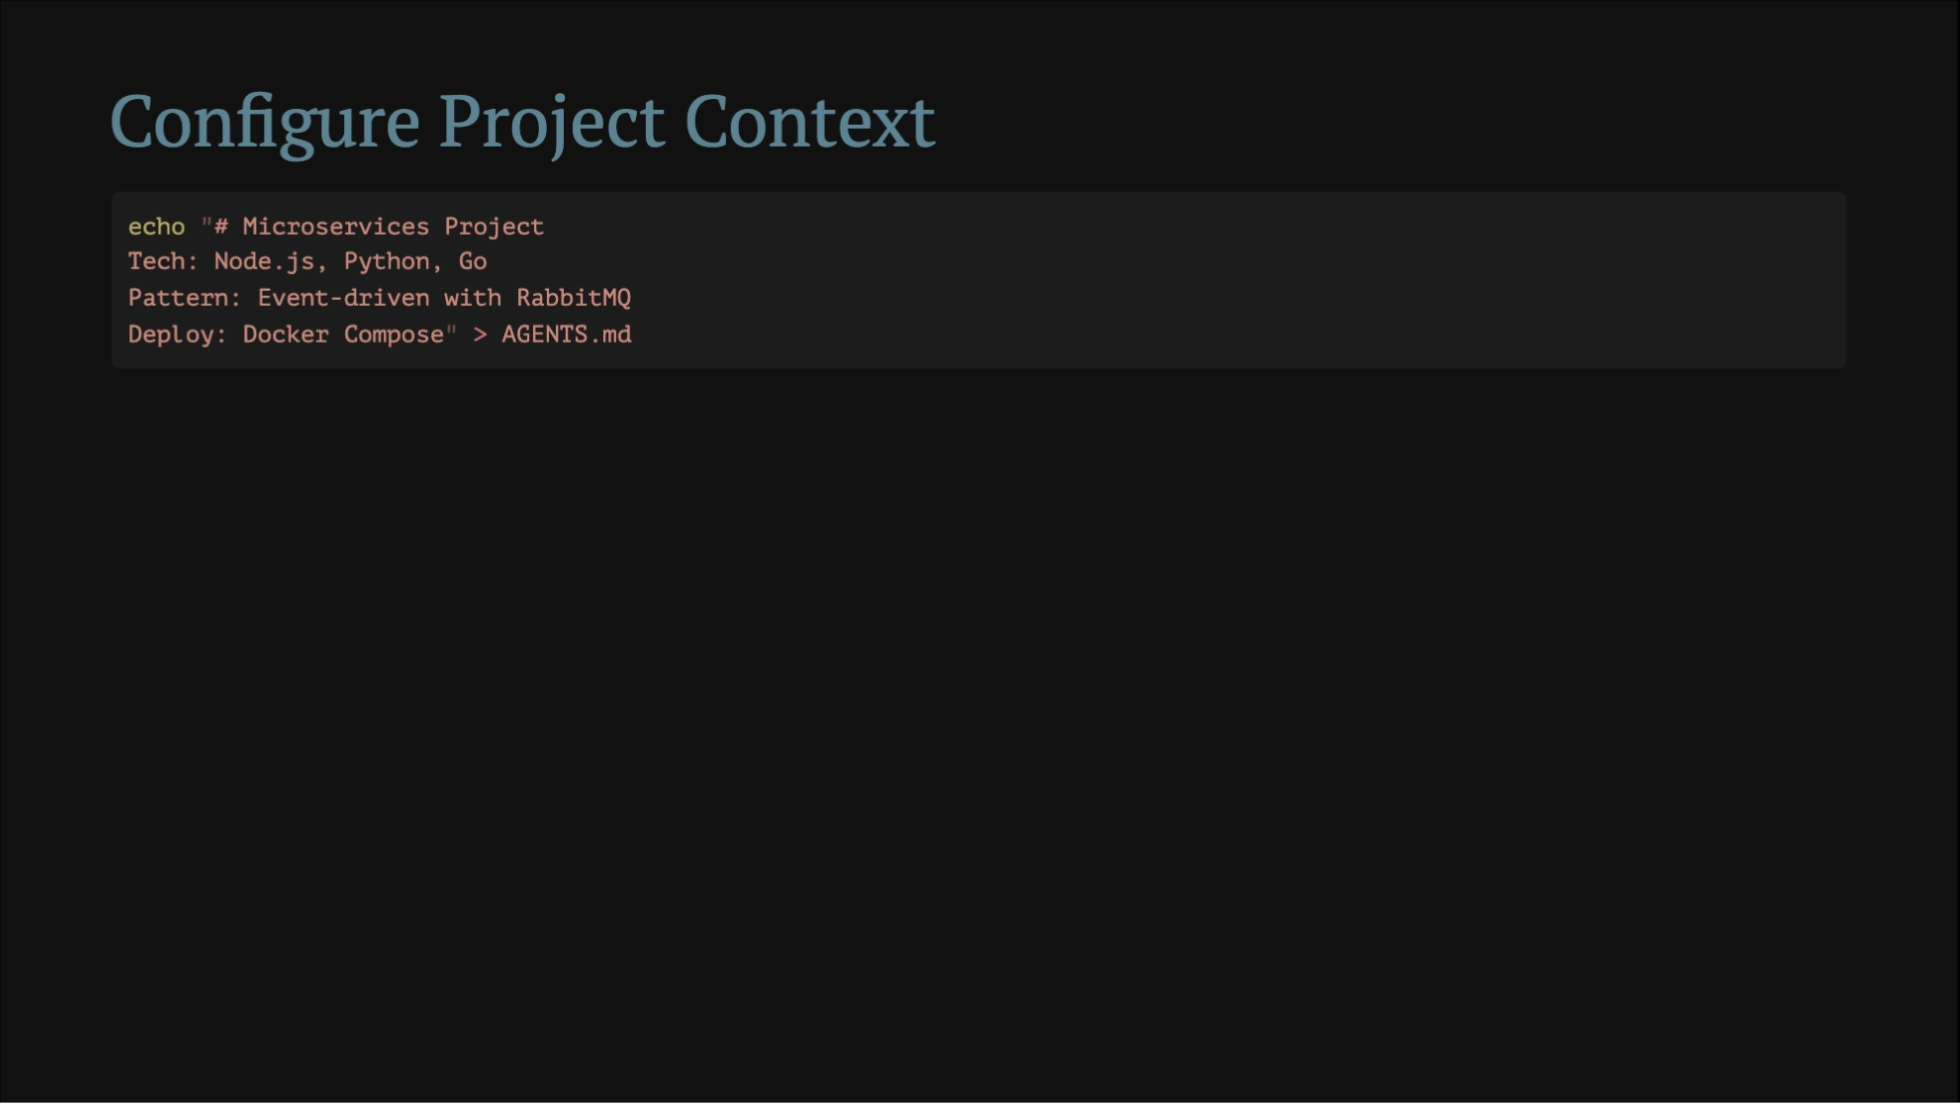 Configure Project Context
echo "# Microservices Project
Tech: Node.js, Python, Go
Pattern: Event-driven with RabbitMQ
Deploy: Docker Compose" > AGENTS.md